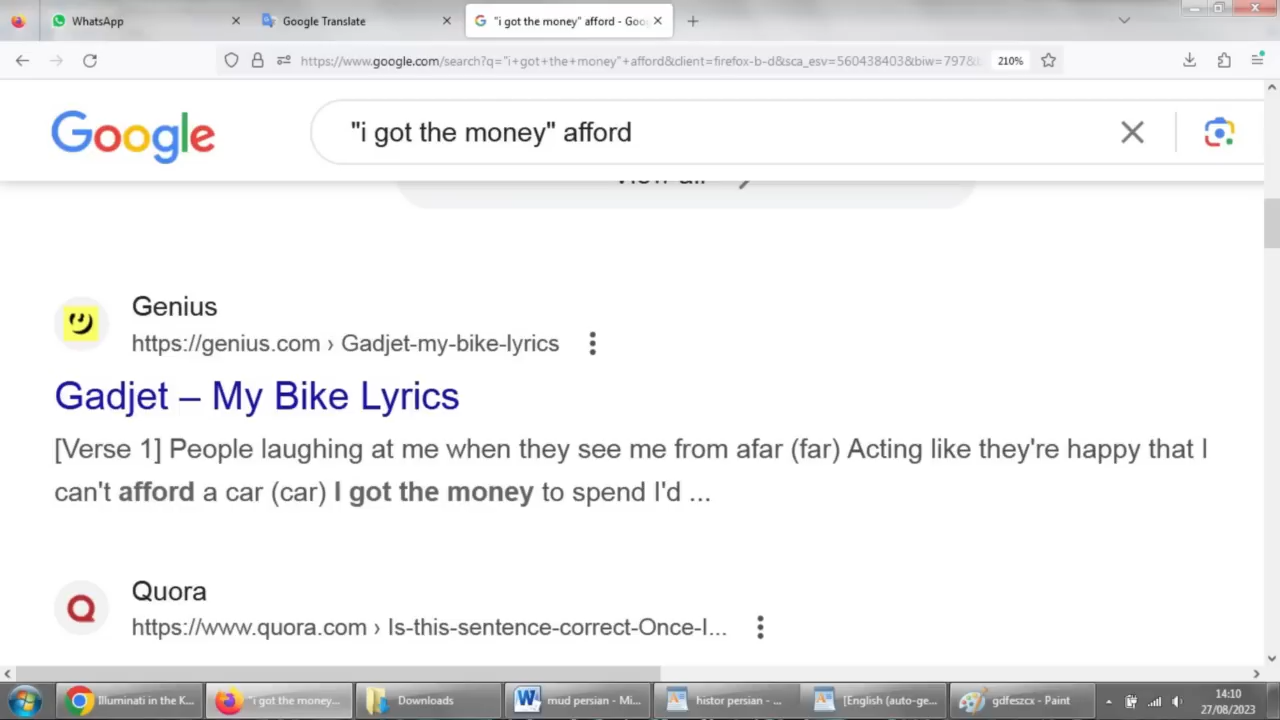 WhatsApp
Google Translate
"i got the money" afford - Goo
https://www.google.com/search?q="i+got+the+money"+afford&client=firefox-b-d&sca_esv=560438403&biw=797&
210%
Google
"i got the money" afford
View all
Genius
https://genius.com › Gadjet-my-bike-lyrics
Gadjet – My Bike Lyrics
[Verse 1] People laughing at me when they see me from afar (far) Acting like they're happy that I
can't afford a car (car) I got the money to spend I'd ...
Quora
https://www.quora.com › Is-this-sentence-correct-Once-I...
Illuminati in the K...
"i got the money...
Downloads
mud persian - Mi...
histor persian - ...
[English (auto-ge...
gdfeszcx - Paint
14:10
27/08/2023